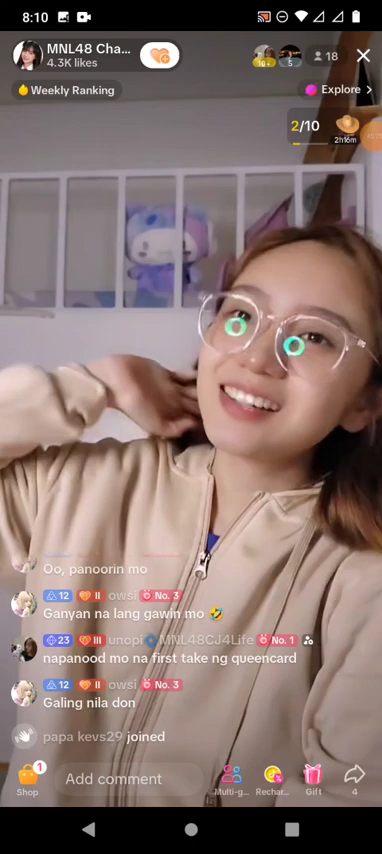 8:10
MNL48 Cha...
4.3K likes
10+
5
18
Weekly Ranking
Explore
2/10
2h16m
Oo, panoorin mo
12 II owsi No. 3
Ganyan na lang gawin mo 🤣
23 III unopi MNL48CJ4Life No. 1
napanood mo na first take ng queencard
12 II owsi No. 3
Galing nila don
papa kevs29 joined
1
Add comment
Shop
Multi-g...
Rechar...
Gift
4